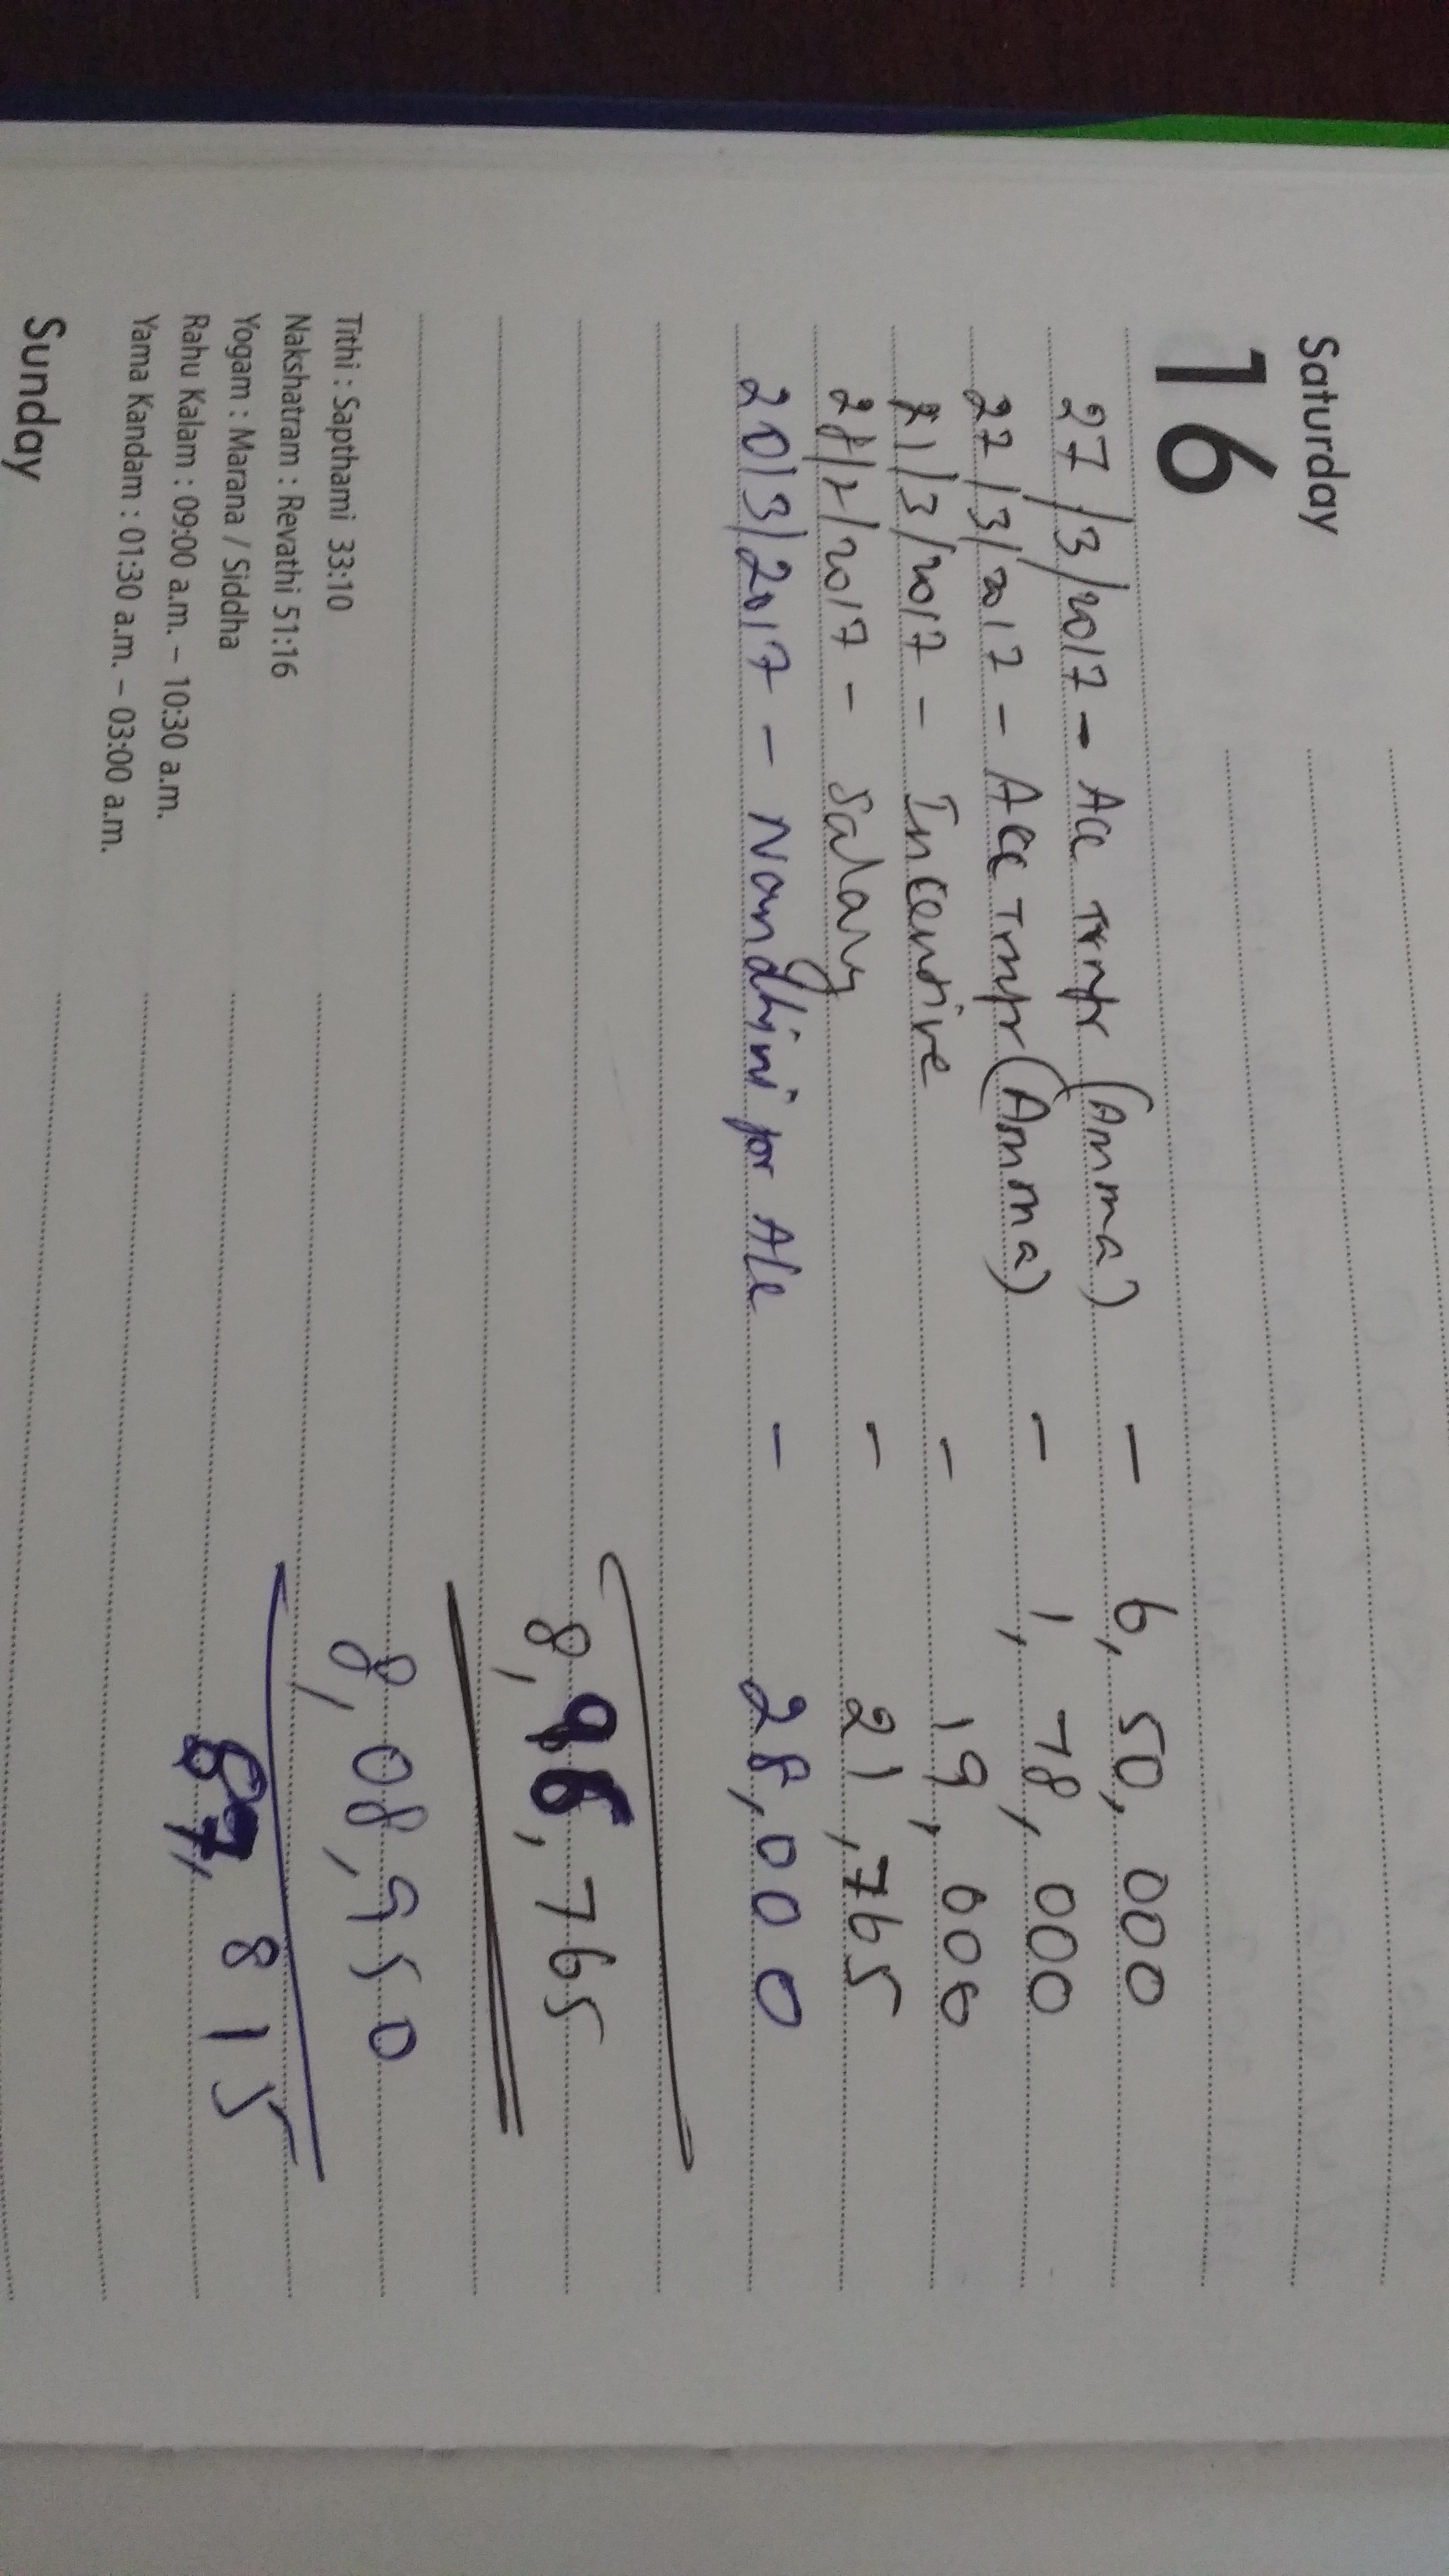 Saturday
16
27/3/2017 - Acc Trnfr (Amma) - 6,50,000
22/3/2017 - Acc Trnfr (Amma) - 1,78,000
21/3/2017 - Incentive - 19,000
28/2/2017 - Salary - 21,765
20/3/2017 - Nandhini for A/c - 28,000
8,96,765
8,08,950
87,815
Tithi : Sapthami 33:10
Nakshatram : Revathi 51:16
Yogam : Marana / Siddha
Rahu Kalam : 09:00 a.m. – 10:30 a.m.
Yama Kandam : 01:30 a.m. – 03:00 a.m.
Sunday